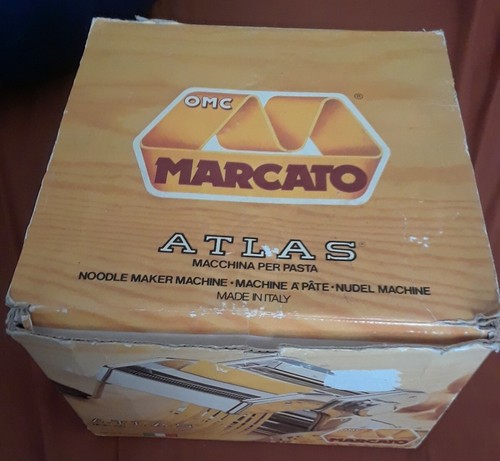 OMC
®
MARCATO
ATLAS®
MACCHINA PER PASTA
NOODLE MAKER MACHINE • MACHINE A PÂTE • NUDEL MACHINE
MADE IN ITALY
MARCATO